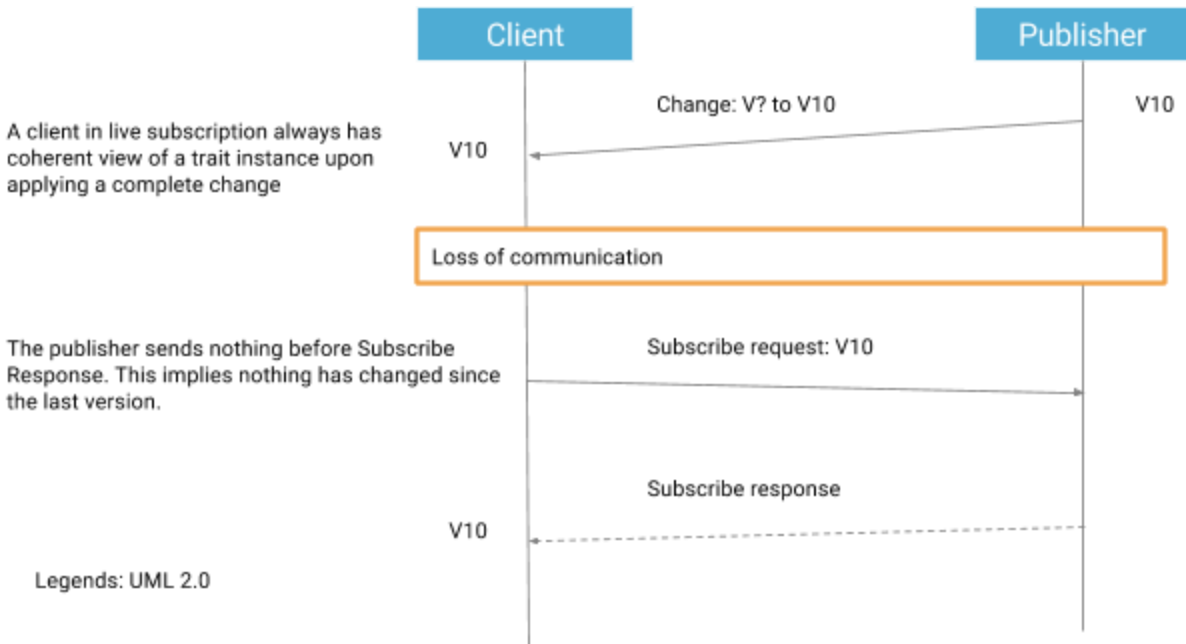 Client
Publisher
Change: V? to V10
V10
A client in live subscription always has
coherent view of a trait instance upon
applying a complete change
V10
Loss of communication
The publisher sends nothing before Subscribe
Response. This implies nothing has changed since
the last version.
Subscribe request: V10
Subscribe response
V10
Legends: UML 2.0